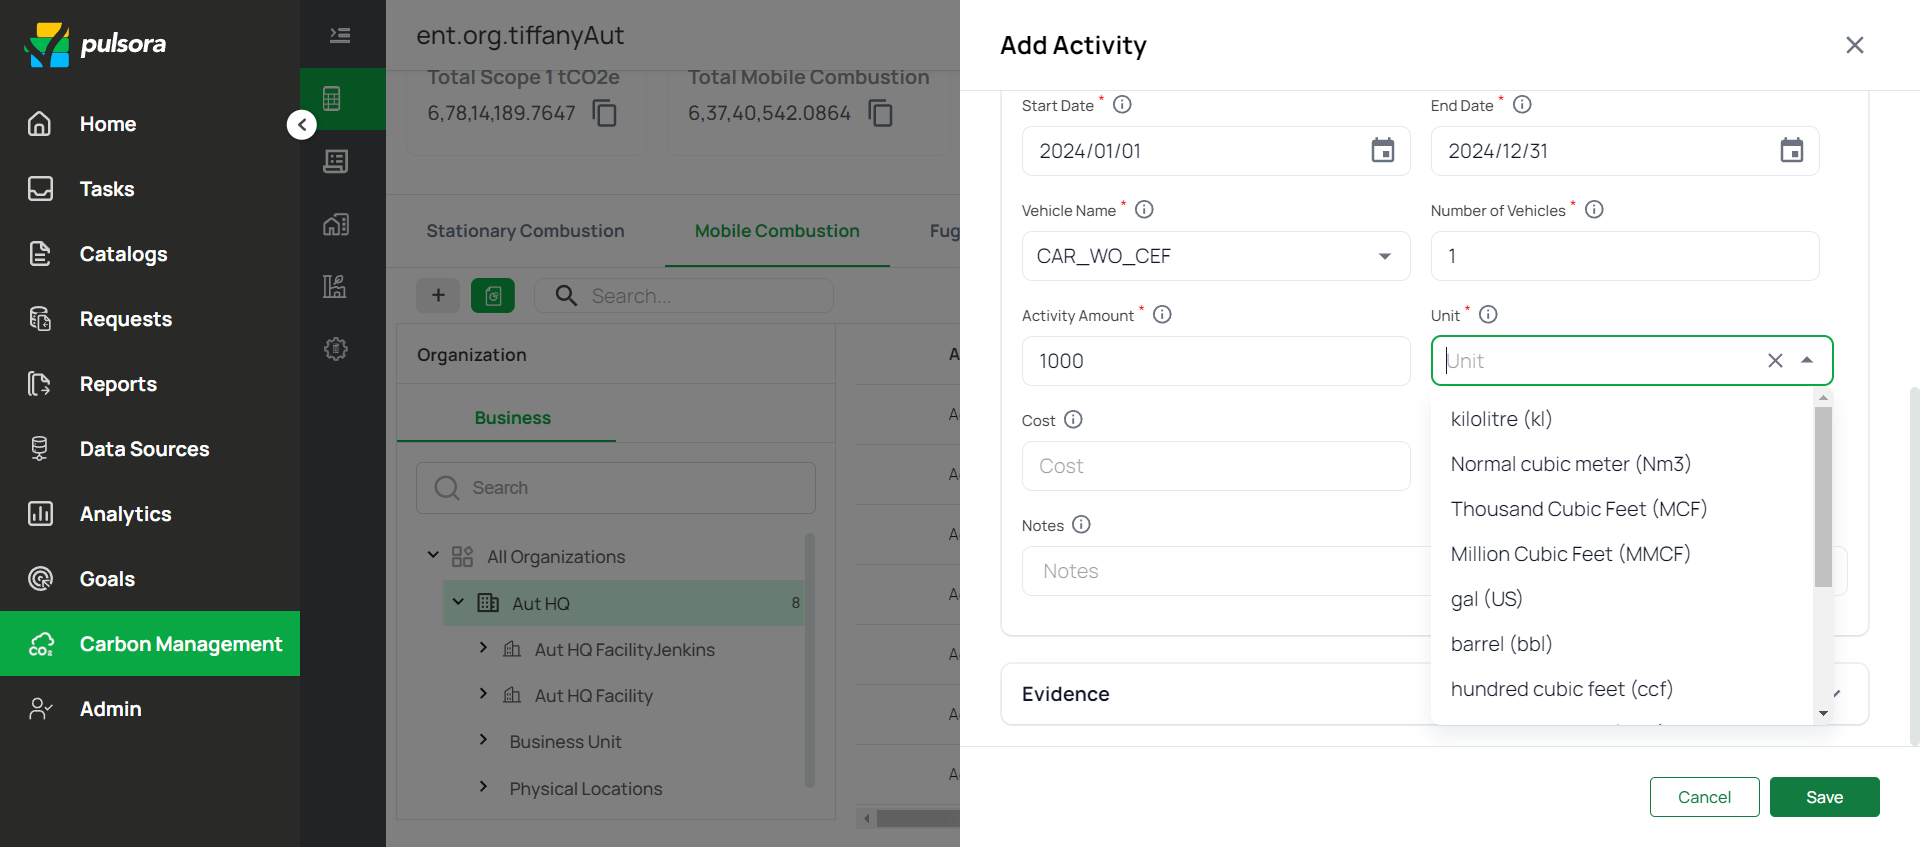 pulsora
Home
Tasks
Catalogs
Requests
Reports
Data Sources
Analytics
Goals
Carbon Management
Admin
ent.org.tiffanyAut
Total Scope 1 tCO2e
6,78,14,189.7647
Total Mobile Combustion
6,37,40,542.0864
Stationary Combustion
Mobile Combustion
Fug
Search...
Organization
Business
Search
All Organizations
Aut HQ 8
Aut HQ FacilityJenkins
Aut HQ Facility
Business Unit
Physical Locations
A
A
A
A
A
A
A
A
Add Activity
Start Date *
2024/01/01
End Date *
2024/12/31
Vehicle Name *
CAR_WO_CEF
Number of Vehicles *
1
Activity Amount *
1000
Unit *
Unit
kilolitre (kl)
Normal cubic meter (Nm3)
Thousand Cubic Feet (MCF)
Million Cubic Feet (MMCF)
gal (US)
barrel (bbl)
hundred cubic feet (ccf)
Cost
Cost
Notes
Notes
Evidence
Cancel
Save